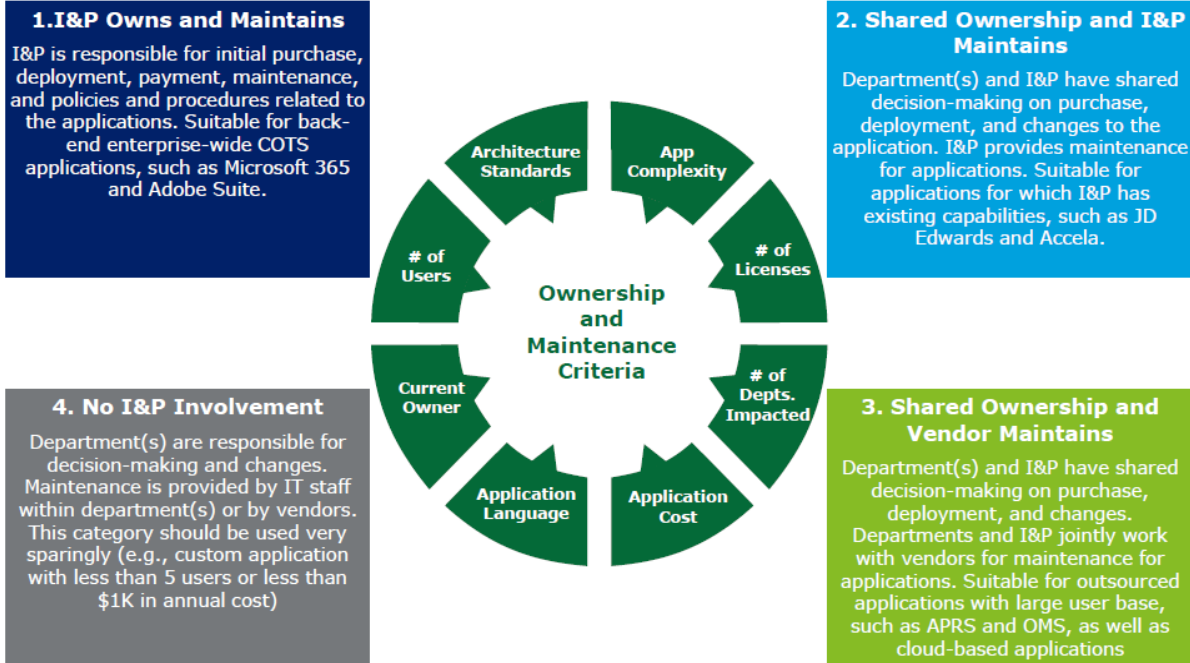 1.I&P Owns and Maintains
I&P is responsible for initial purchase,
deployment, payment, maintenance,
and policies and procedures related to
the applications. Suitable for back-
end enterprise-wide COTS
applications, such as Microsoft 365
and Adobe Suite.
2. Shared Ownership and I&P
Maintains
Department(s) and I&P have shared
decision-making on purchase,
deployment, and changes to the
application. I&P provides maintenance
for applications. Suitable for
applications for which I&P has
existing capabilities, such as JD
Edwards and Accela.
Architecture
Standards
App
Complexity
# of
Users
# of
Licenses
Ownership
and
Maintenance
Criteria
Current
Owner
# of
Depts.
Impacted
Application
Language
Application
Cost
4. No I&P Involvement
Department(s) are responsible for
decision-making and changes.
Maintenance is provided by IT staff
within department(s) or by vendors.
This category should be used very
sparingly (e.g., custom application
with less than 5 users or less than
$1K in annual cost)
3. Shared Ownership and
Vendor Maintains
Department(s) and I&P have shared
decision-making on purchase,
deployment, and changes.
Departments and I&P jointly work
with vendors for maintenance for
applications. Suitable for outsourced
applications with large user base,
such as APRS and OMS, as well as
cloud-based applications